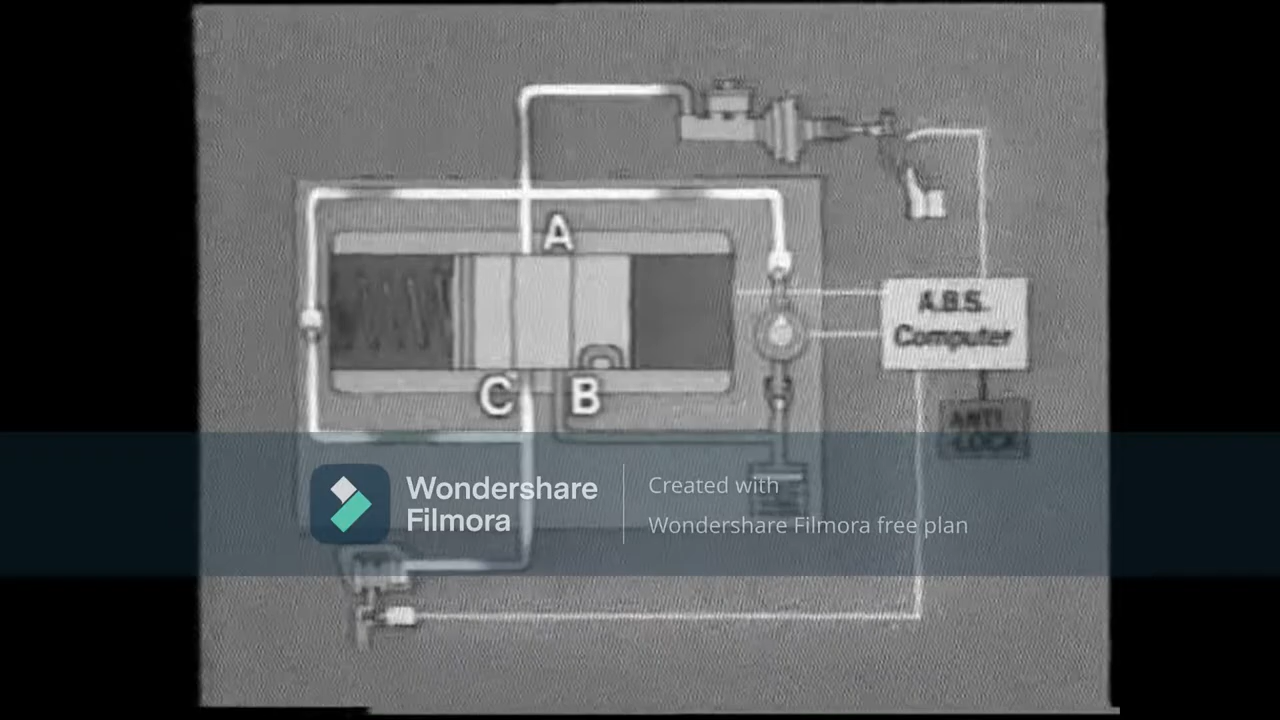 A
A.B.S.
Computer
C
B
ANTI
-LOCK
Wondershare
Filmora
Created with
Wondershare Filmora free plan